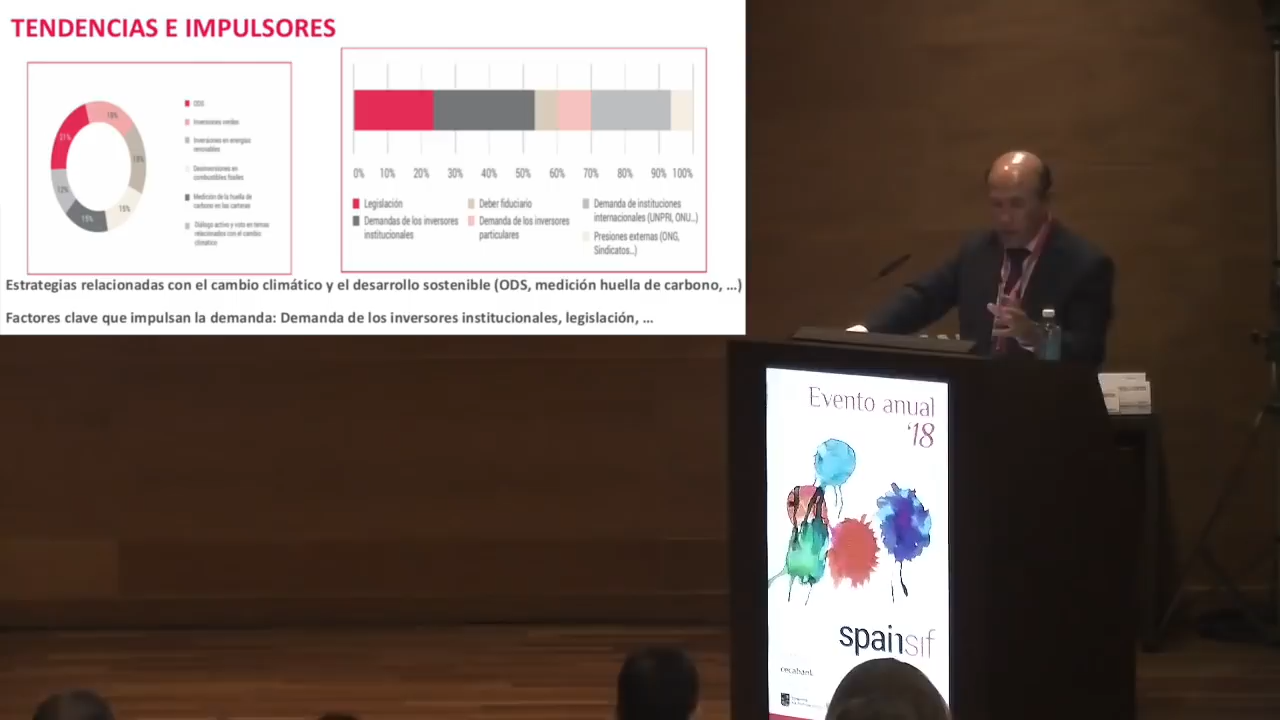 TENDENCIAS E IMPULSORES
21%
18%
18%
15%
15%
12%
ODS
Inversiones verdes
Inversiones en energías
renovables
Desinversiones en
combustibles fósiles
Medición de la huella de
carbono en las carteras
Diálogo activo y voto en temas
relacionados con el cambio
climático
0% 10% 20% 30% 40% 50% 60% 70% 80% 90% 100%
Legislación
Demandas de los inversores
institucionales
Deber fiduciario
Demanda de los inversores
particulares
Demanda de instituciones
internacionales (UNPRI, ONU...)
Presiones externas (ONG,
Sindicatos...)
Estrategias relacionadas con el cambio climático y el desarrollo sostenible (ODS, medición huella de carbono, ...)
Factores clave que impulsan la demanda: Demanda de los inversores institucionales, legislación, ...
Evento anual
'18
spainsif
cecabank